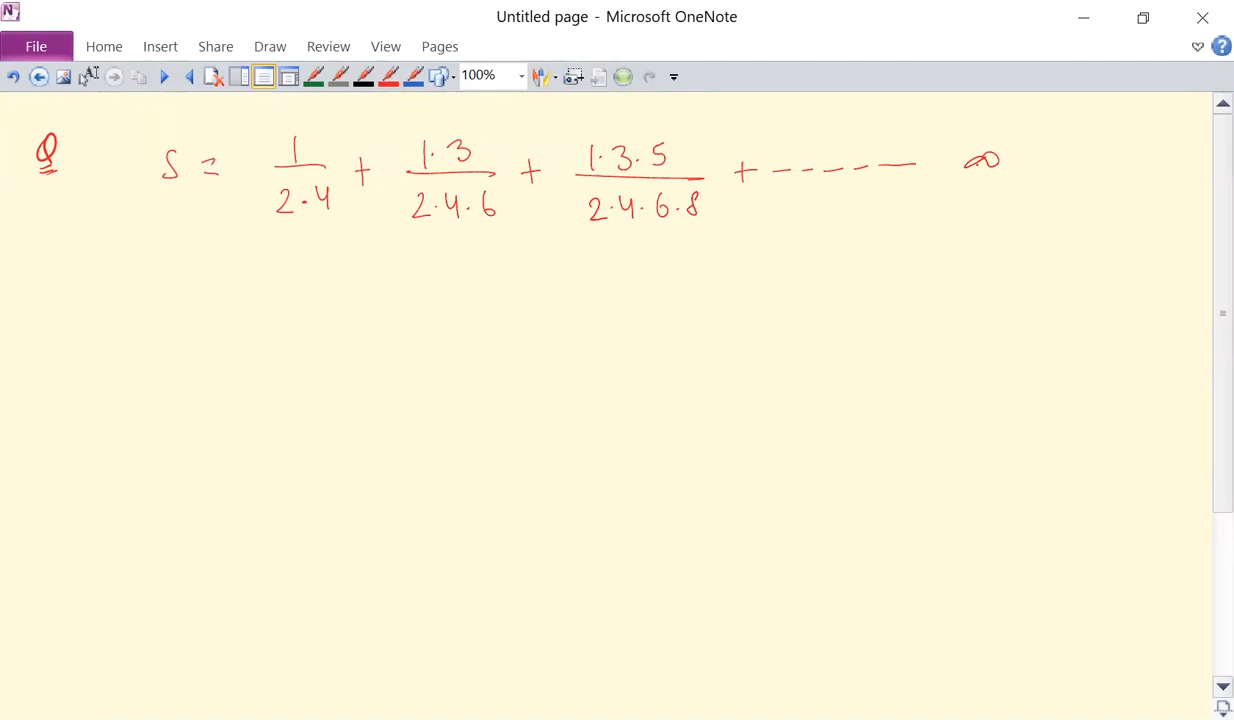 Untitled page - Microsoft OneNote
File Home Insert Share Draw Review View Pages
100%
Q S = 1/2·4 + 1·3/2·4·6 + 1·3·5/2·4·6·8 + ------ ∞